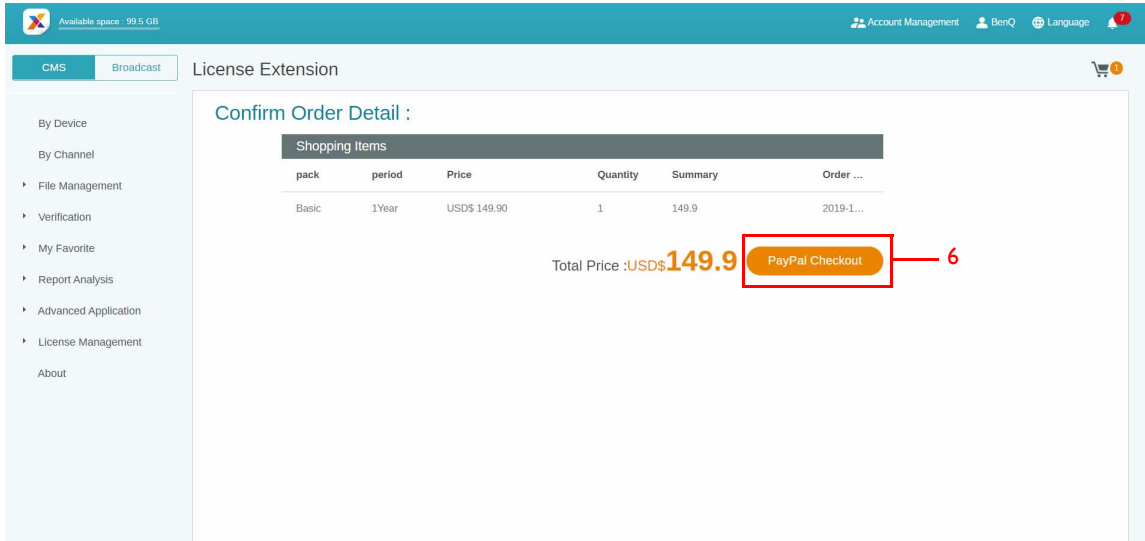 Available space : 99.5 GB
Account Management BenQ Language 7
CMS Broadcast
License Extension 1
Confirm Order Detail :
Shopping Items
pack period Price Quantity Summary Order ...
Basic 1Year USD$ 149.90 1 149.9 2019-1...
Total Price :USD$149.9 PayPal Checkout 6
By Device
By Channel
File Management
Verification
My Favorite
Report Analysis
Advanced Application
License Management
About